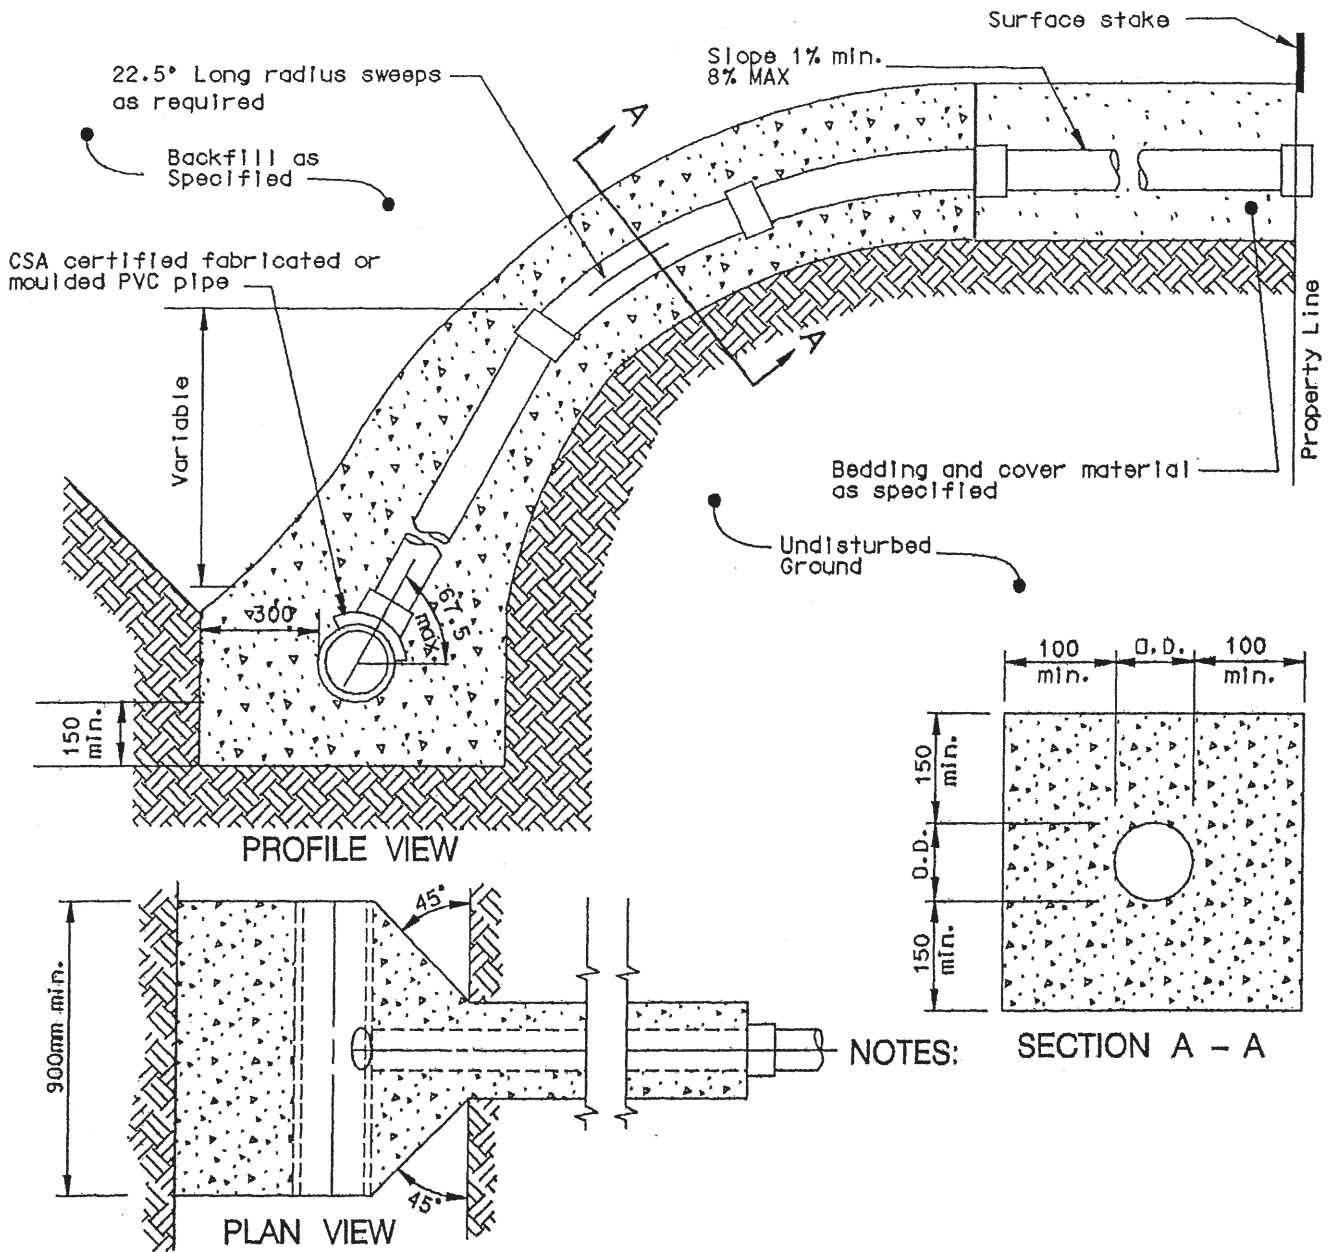 Surface stake
Slope 1% min.
8% MAX
22.5° Long radius sweeps
as required
A
Backfill as
Specified
CSA certified fabricated or
moulded PVC pipe
Property Line
A
Variable
Bedding and cover material
as specified
Undisturbed
Ground
300
67.5
max.
150
min.
PROFILE VIEW
100
min.
O.D.
100
min.
150
min.
O.D.
150
min.
SECTION A - A
45°
900mm min.
NOTES:
45°
PLAN VIEW